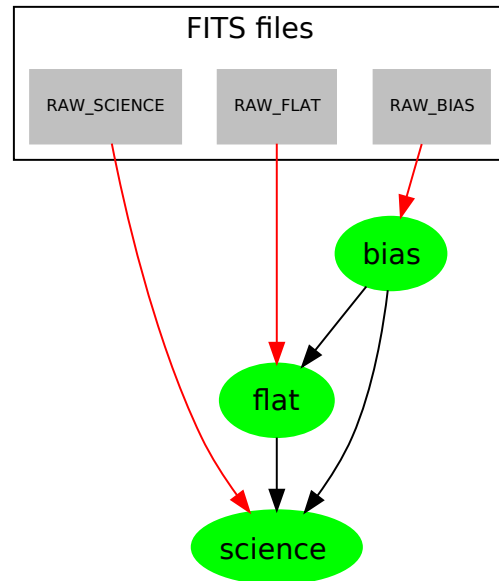 FITS files
RAW_SCIENCE
RAW_FLAT
RAW_BIAS
bias
flat
science